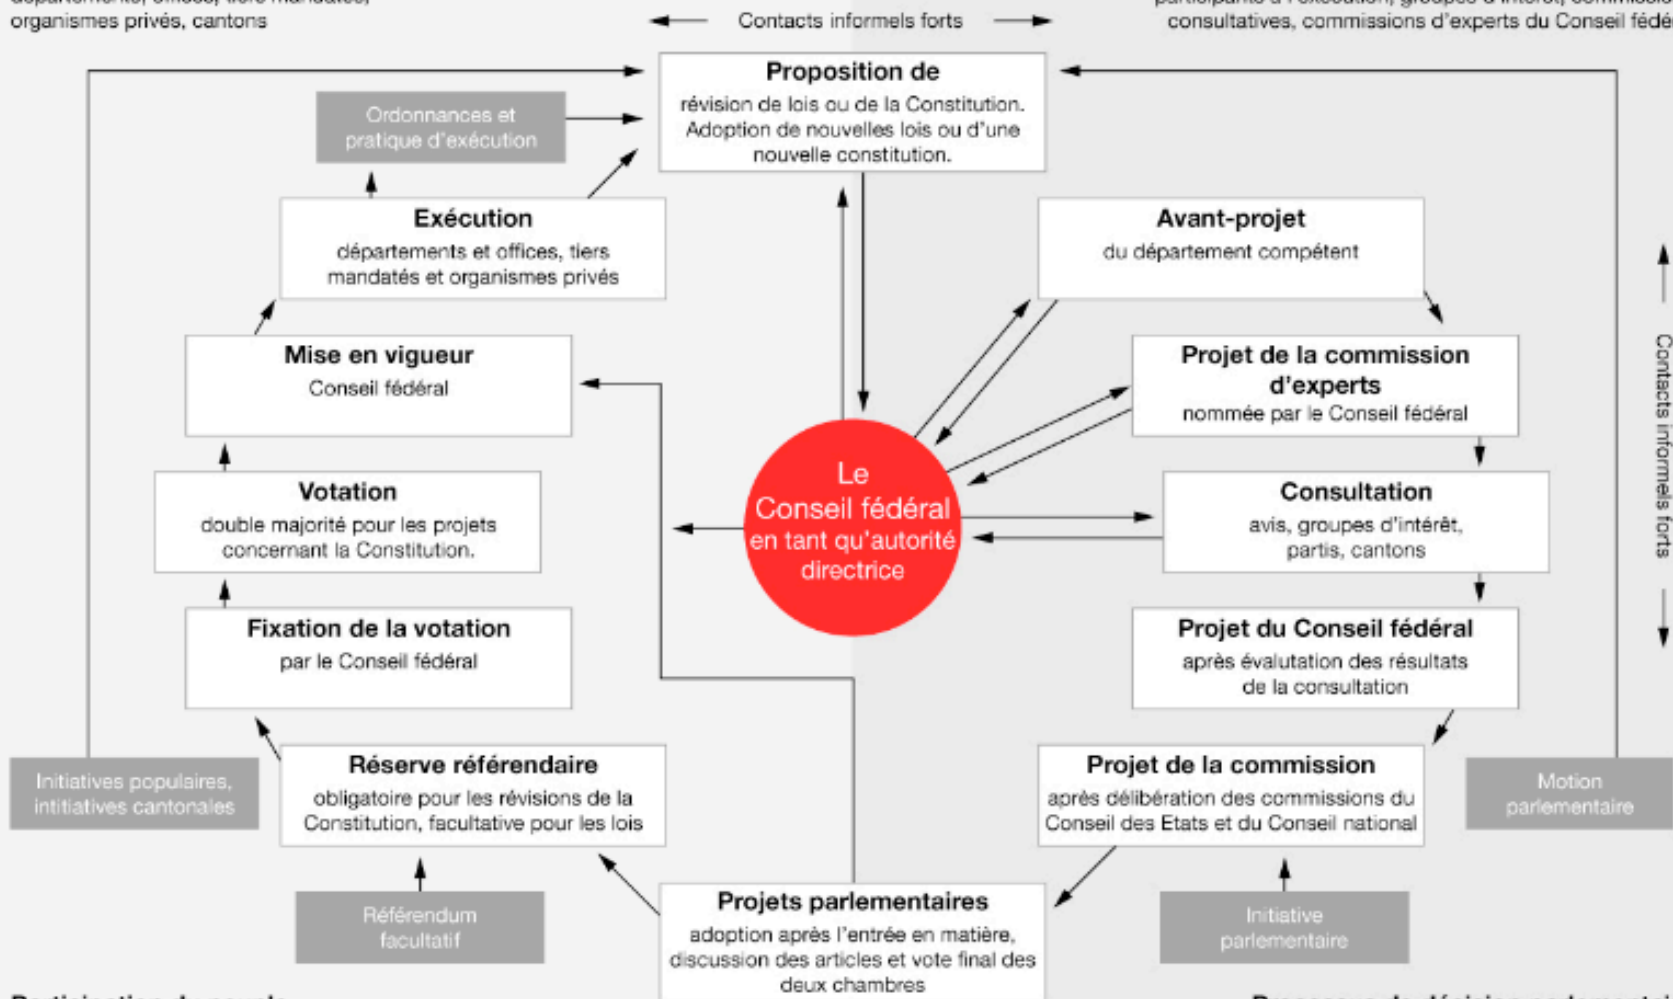 départements, offices, tiers mandatés,
organismes privés, cantons
Contacts informels forts
participants à l'exécution, groupes d'intérêt,
consultatives, commissions d'experts du Conseil
Proposition de
révision de lois ou de la Constitution.
Adoption de nouvelles lois ou d'une
nouvelle constitution.
Ordonnances et
pratique d'exécution
Exécution
départements et offices, tiers
mandatés et organismes privés
Avant-projet
du département compétent
Mise en vigueur
Conseil fédéral
Projet de la commission
d'experts
nommée par le Conseil fédéral
Contacts informels forts
Le
Conseil fédéral
en tant qu'autorité
directrice
Votation
double majorité pour les projets
concernant la Constitution.
Consultation
avis, groupes d'intérêt,
partis, cantons
Fixation de la votation
par le Conseil fédéral
Projet du Conseil fédéral
après évalutation des résultats
de la consultation
Initiatives populaires,
intitiatives cantonales
Réserve référendaire
obligatoire pour les révisions de la
Constitution, facultative pour les lois
Projet de la commission
après délibération des commissions du
Conseil des Etats et du Conseil national
Motion
parlementaire
Référendum
facultatif
Projets parlementaires
adoption après l'entrée en matière,
discussion des articles et vote final des
deux chambres
Initiative
parlementaire